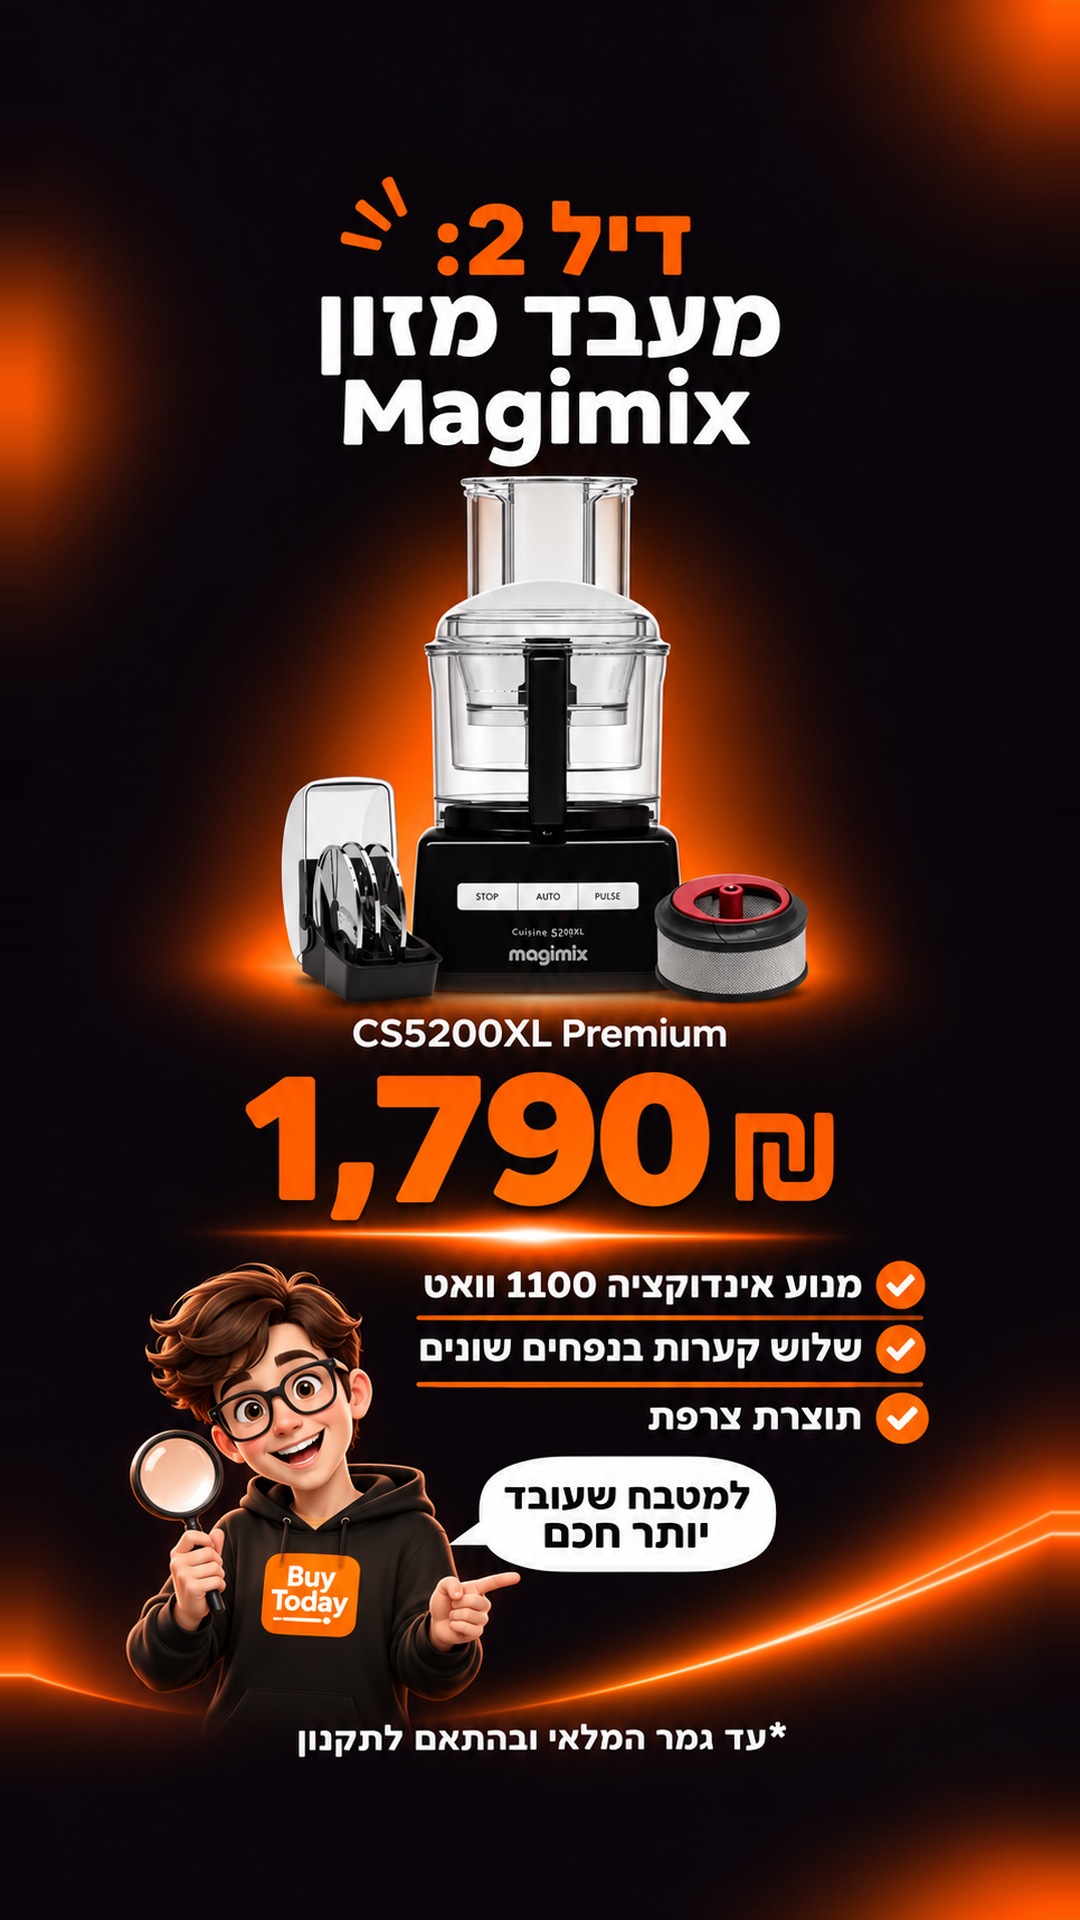 דיל 2:
מעבד מזון
Magimix
STOP AUTO PULSE
Cuisine 5200XL
magimix
CS5200XL Premium
1,790 ₪
מנוע אינדוקציה 1100 וואט
שלוש קערות בנפחים שונים
תוצרת צרפת
למטבח שעובד
יותר חכם
Buy
Today
*עד גמר המלאי ובהתאם לתקנון